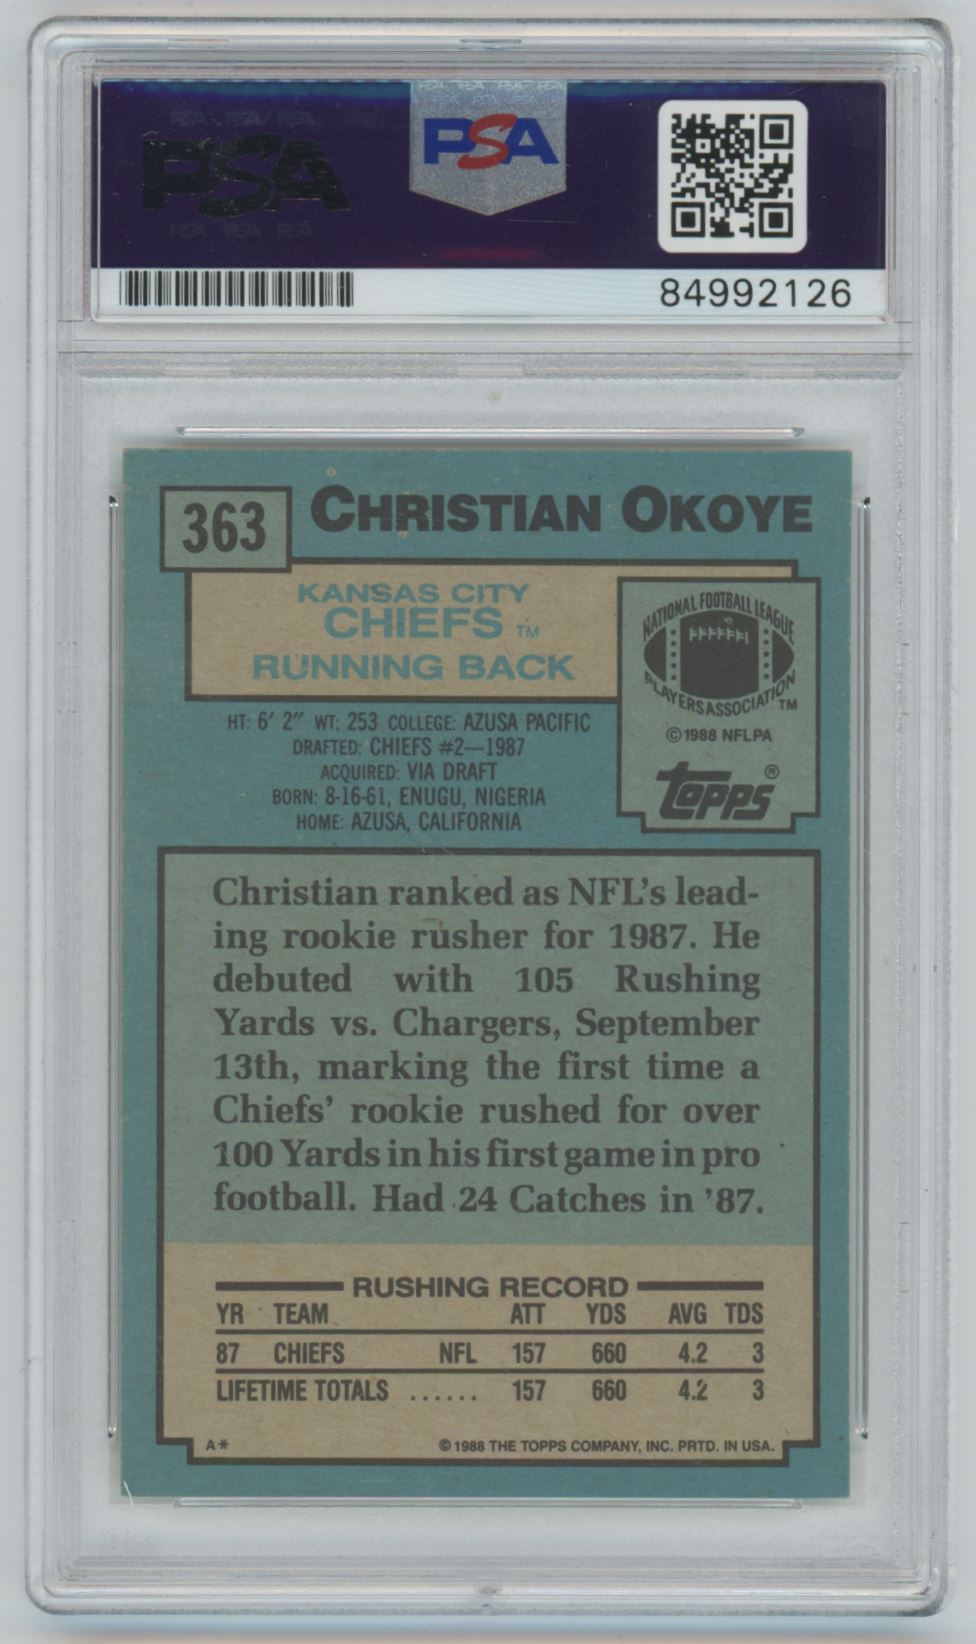 PSA
PSA
84992126
363
CHRISTIAN OKOYE
KANSAS CITY
CHIEFS TM
RUNNING BACK
NATIONAL FOOTBALL LEAGUE
PLAYERS ASSOCIATION TM
©1988 NFLPA
topps®
HT: 6' 2" WT: 253 COLLEGE: AZUSA PACIFIC
DRAFTED: CHIEFS #2—1987
ACQUIRED: VIA DRAFT
BORN: 8-16-61, ENUGU, NIGERIA
HOME: AZUSA, CALIFORNIA
Christian ranked as NFL's lead-
ing rookie rusher for 1987. He
debuted with 105 Rushing
Yards vs. Chargers, September
13th, marking the first time a
Chiefs' rookie rushed for over
100 Yards in his first game in pro
football. Had 24 Catches in '87.
RUSHING RECORD
YR TEAM ATT YDS AVG TDS
87 CHIEFS NFL 157 660 4.2 3
LIFETIME TOTALS ...... 157 660 4.2 3
A* © 1988 THE TOPPS COMPANY, INC. PRTD. IN USA.